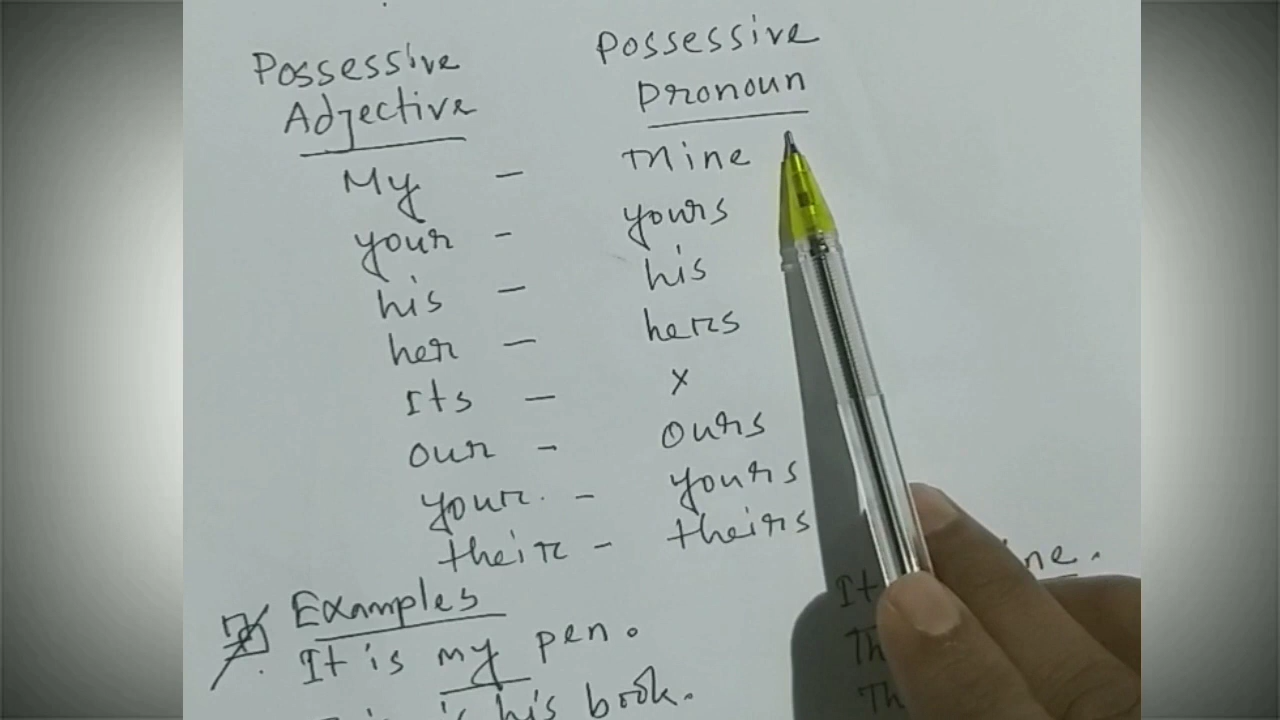 Possessive Adjective
Possessive Pronoun
My - mine
your - yours
his - his
her - hers
Its - x
our - ours
your. - yours
their - theirs
Examples
It is my pen.
his book.
It